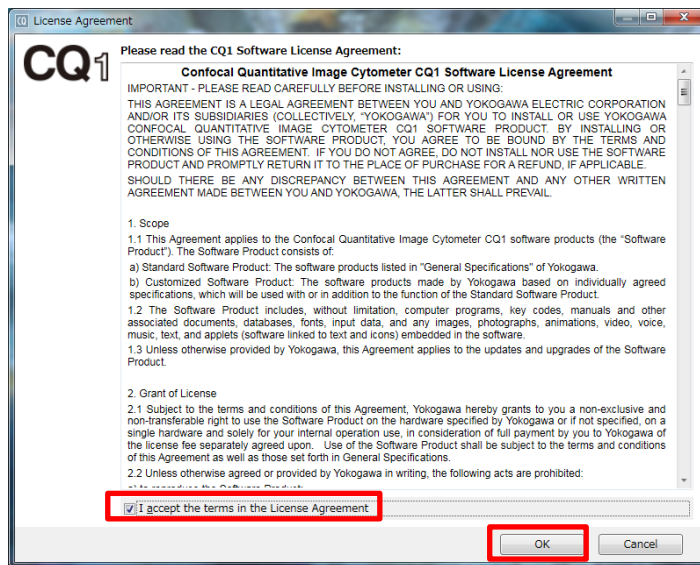 License Agreement
CQ1
Please read the CQ1 Software License Agreement:
Confocal Quantitative Image Cytometer CQ1 Software License Agreement
IMPORTANT - PLEASE READ CAREFULLY BEFORE INSTALLING OR USING:
THIS AGREEMENT IS A LEGAL AGREEMENT BETWEEN YOU AND YOKOGAWA ELECTRIC CORPORATION
AND/OR ITS SUBSIDIARIES (COLLECTIVELY, “YOKOGAWA”) FOR YOU TO INSTALL OR USE YOKOGAWA
CONFOCAL QUANTITATIVE IMAGE CYTOMETER CQ1 SOFTWARE PRODUCT. BY INSTALLING OR
OTHERWISE USING THE SOFTWARE PRODUCT, YOU AGREE TO BE BOUND BY THE TERMS AND
CONDITIONS OF THIS AGREEMENT. IF YOU DO NOT AGREE, DO NOT INSTALL NOR USE THE SOFTWARE
PRODUCT AND PROMPTLY RETURN IT TO THE PLACE OF PURCHASE FOR A REFUND, IF APPLICABLE.
SHOULD THERE BE ANY DISCREPANCY BETWEEN THIS AGREEMENT AND ANY OTHER WRITTEN
AGREEMENT MADE BETWEEN YOU AND YOKOGAWA, THE LATTER SHALL PREVAIL.
1. Scope
1.1 This Agreement applies to the Confocal Quantitative Image Cytometer CQ1 software products (the “Software
Product”). The Software Product consists of:
a) Standard Software Product: The software products listed in "General Specifications" of Yokogawa.
b) Customized Software Product: The software products made by Yokogawa based on individually agreed
specifications, which will be used with or in addition to the function of the Standard Software Product.
1.2 The Software Product includes, without limitation, computer programs, key codes, manuals and other
associated documents, databases, fonts, input data, and any images, photographs, animations, video, voice,
music, text, and applets (software linked to text and icons) embedded in the software.
1.3 Unless otherwise provided by Yokogawa, this Agreement applies to the updates and upgrades of the Software
Product.
2. Grant of License
2.1 Subject to the terms and conditions of this Agreement, Yokogawa hereby grants to you a non-exclusive and
non-transferable right to use the Software Product on the hardware specified by Yokogawa or if not specified, on a
single hardware and solely for your internal operation use, in consideration of full payment by you to Yokogawa of
the license fee separately agreed upon. Use of the Software Product shall be subject to the terms and conditions
of this Agreement as well as those set forth in General Specifications.
2.2 Unless otherwise agreed or provided by Yokogawa in writing, the following acts are prohibited:
I accept the terms in the License Agreement
OK
Cancel